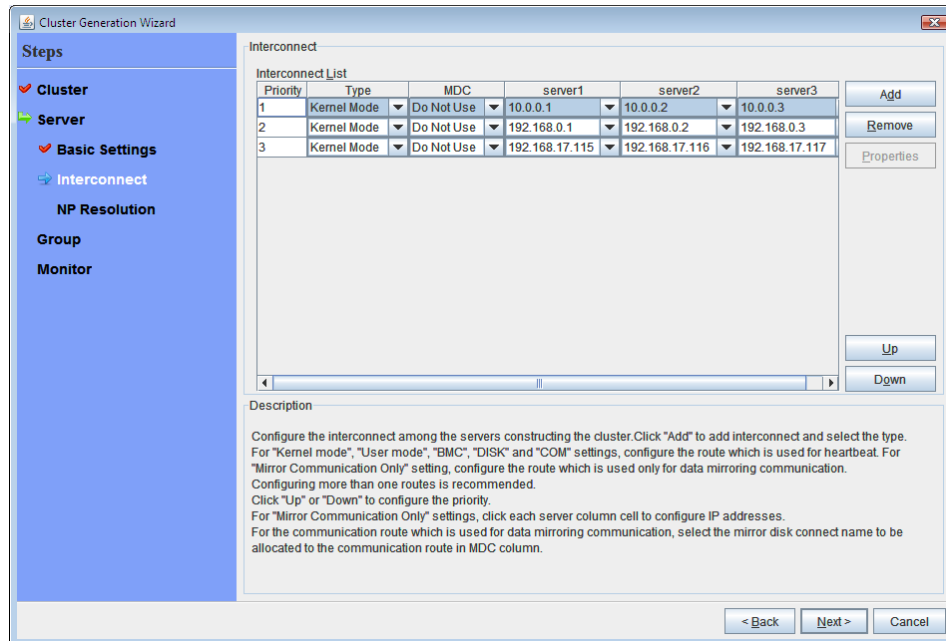 Cluster Generation Wizard
Steps
Cluster
Server
Basic Settings
Interconnect
NP Resolution
Group
Monitor
Interconnect
Interconnect List
Priority Type MDC server1 server2 server3
1 Kernel Mode Do Not Use 10.0.0.1 10.0.0.2 10.0.0.3
2 Kernel Mode Do Not Use 192.168.0.1 192.168.0.2 192.168.0.3
3 Kernel Mode Do Not Use 192.168.17.115 192.168.17.116 192.168.17.117
Add
Remove
Properties
Up
Down
Description
Configure the interconnect among the servers constructing the cluster.Click "Add" to add interconnect and select the type.
For "Kernel mode", "User mode", "BMC", "DISK" and "COM" settings, configure the route which is used for heartbeat. For
"Mirror Communication Only" setting, configure the route which is used only for data mirroring communication.
Configuring more than one routes is recommended.
Click "Up" or "Down" to configure the priority.
For "Mirror Communication Only" settings, click each server column cell to configure IP addresses.
For the communication route which is used for data mirroring communication, select the mirror disk connect name to be
allocated to the communication route in MDC column.
< Back Next > Cancel